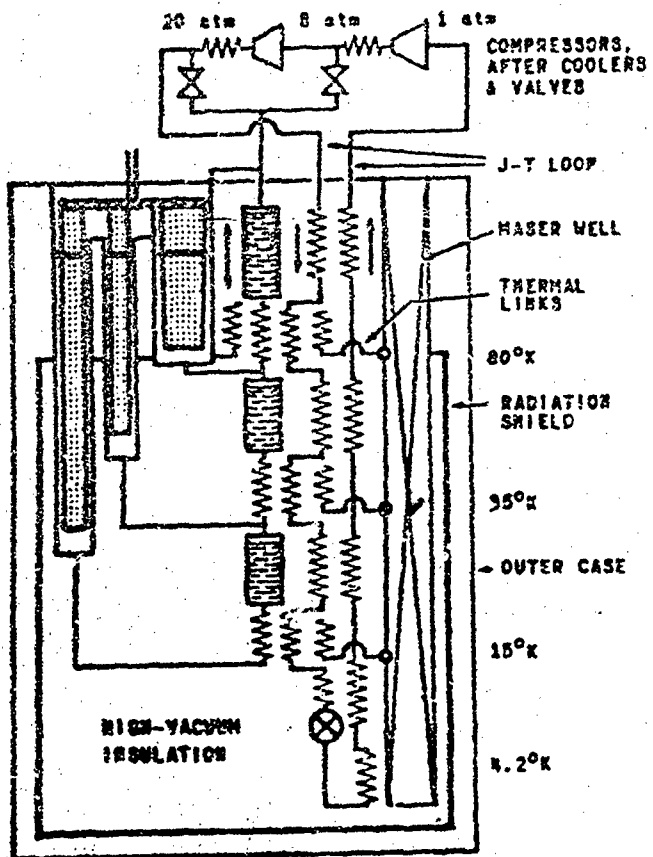 20 atm 8 atm 1 atm
COMPRESSORS,
AFTER COOLERS
& VALVES
J-T LOOP
MASER WELL
THERMAL
LINKS
80°K
RADIATION
SHIELD
35°K
OUTER CASE
15°K
HIGH-VACUUM
INSULATION
4.2°K